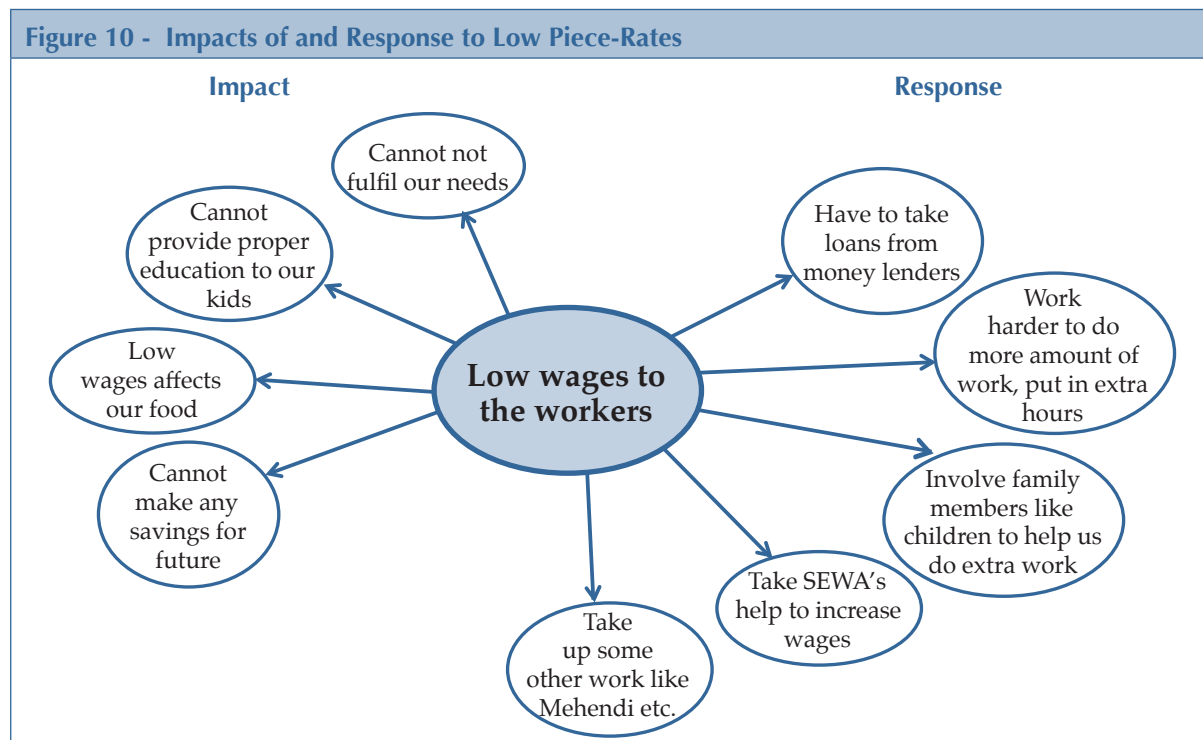 Figure 10 - Impacts of and Response to Low Piece-Rates
Impact
Response
Cannot not
fulfil our needs
Cannot
provide proper
education to our
kids
Low
wages affects
our food
Cannot
make any
savings for
future
Low wages to
the workers
Have to take
loans from
money lenders
Work
harder to do
more amount of
work, put in extra
hours
Involve family
members like
children to help us
do extra work
Take SEWA's
help to increase
wages
Take
up some
other work like
Mehendi etc.